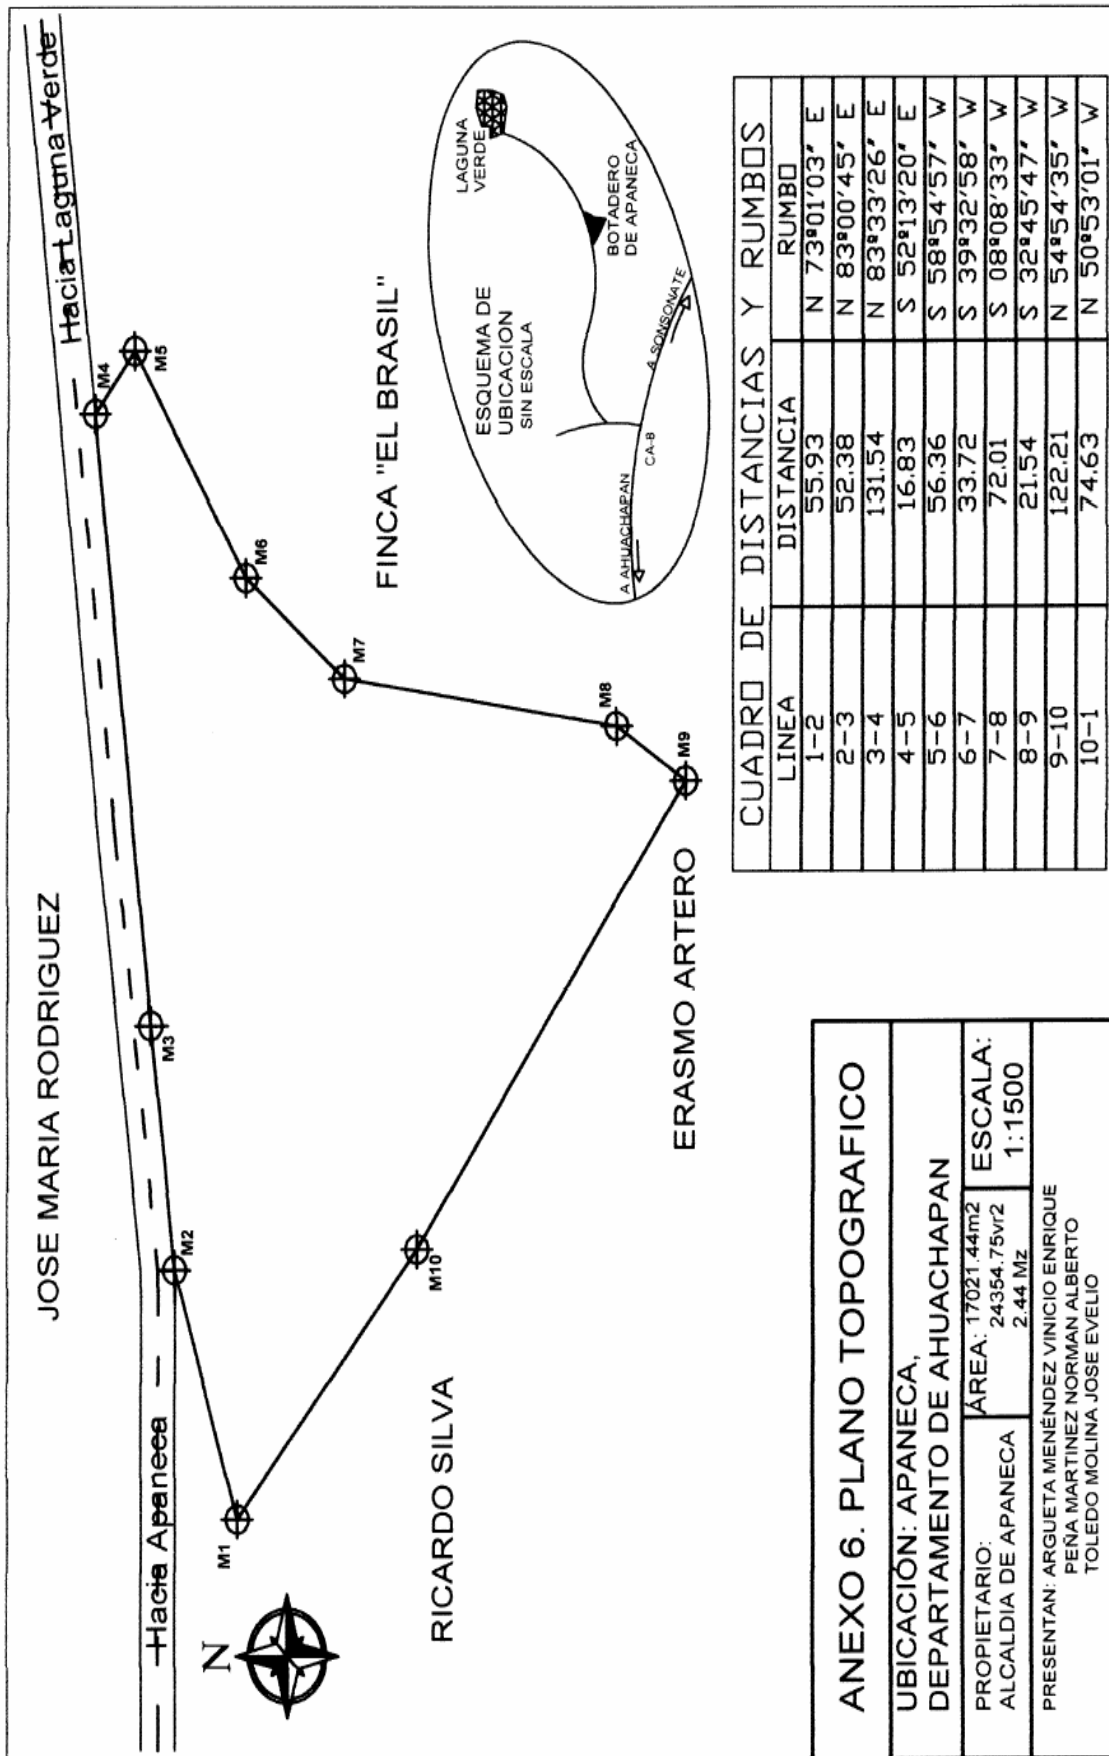 JOSE MARIA RODRIGUEZ
Hacia Apaneca
Hacia Laguna Verde
N
M1
M2
M3
M4
M5
M6
M7
M8
M9
M10
RICARDO SILVA
ERASMO ARTERO
FINCA "EL BRASIL"
ESQUEMA DE
UBICACION
SIN ESCALA
LAGUNA
VERDE
BOTADERO
DE APANECA
A AHUACHAPAN
CA-8
A SONSONATE
ANEXO 6. PLANO TOPOGRAFICO
UBICACIÓN: APANECA,
DEPARTAMENTO DE AHUACHAPAN
PROPIETARIO:
ALCALDIA DE APANECA
ÁREA: 17021.44m2
24354.75vr2
2.44 Mz
ESCALA:
1:1500
PRESENTAN: ARGUETA MENÉNDEZ VINICIO ENRIQUE
PEÑA MARTINEZ NORMAN ALBERTO
TOLEDO MOLINA JOSE EVELIO
CUADRO DE DISTANCIAS Y RUMBOS
LINEA DISTANCIA RUMBO
1-2 55.93 N 73º01'03" E
2-3 52.38 N 83º00'45" E
3-4 131.54 N 83º33'26" E
4-5 16.83 S 52º13'20" E
5-6 56.36 S 58º54'57" W
6-7 33.72 S 39º32'58" W
7-8 72.01 S 08º08'33" W
8-9 21.54 S 32º45'47" W
9-10 122.21 N 54º54'35" W
10-1 74.63 N 50º53'01" W